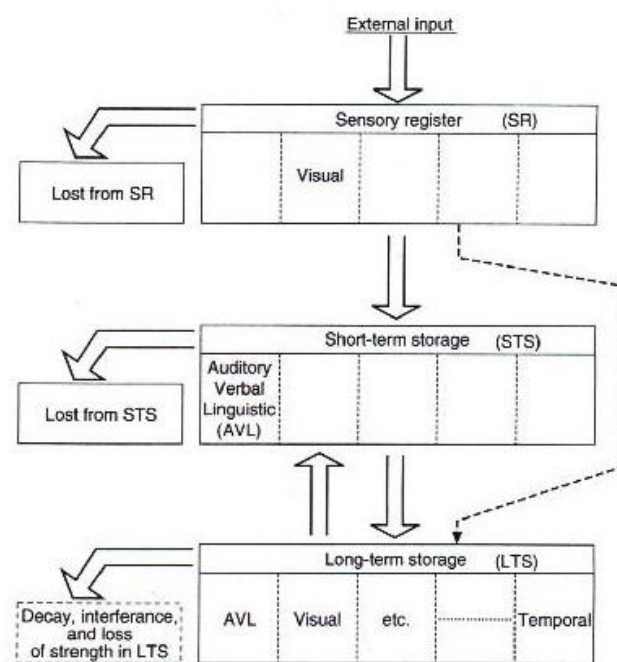 External input
Sensory register (SR)
Visual
Lost from SR
Short-term storage (STS)
Auditory
Verbal
Linguistic
(AVL)
Lost from STS
Long-term storage (LTS)
AVL
Visual
etc.
Temporal
Decay, interferance,
and loss
of strength in LTS